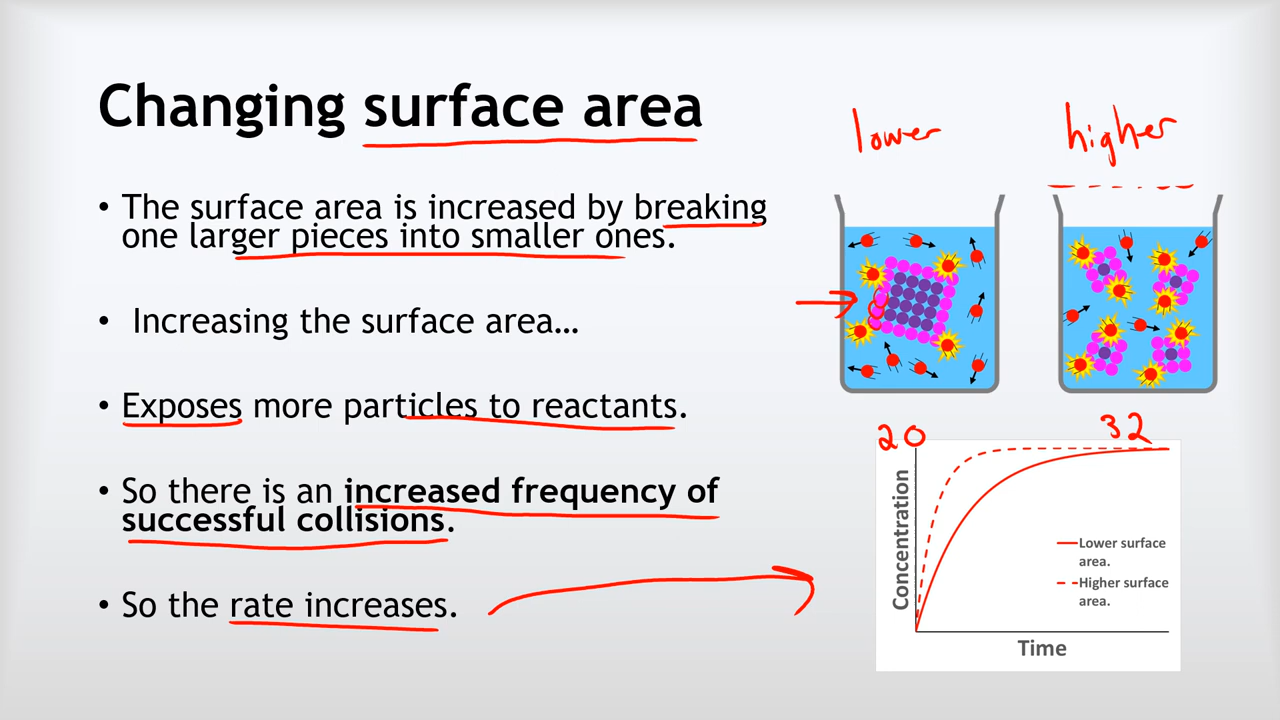 Changing surface area
• The surface area is increased by breaking
one larger pieces into smaller ones.
• Increasing the surface area…
• Exposes more particles to reactants.
• So there is an increased frequency of
successful collisions.
• So the rate increases.
lower
higher
20
32
Concentration
Lower surface
area.
Higher surface
area.
Time